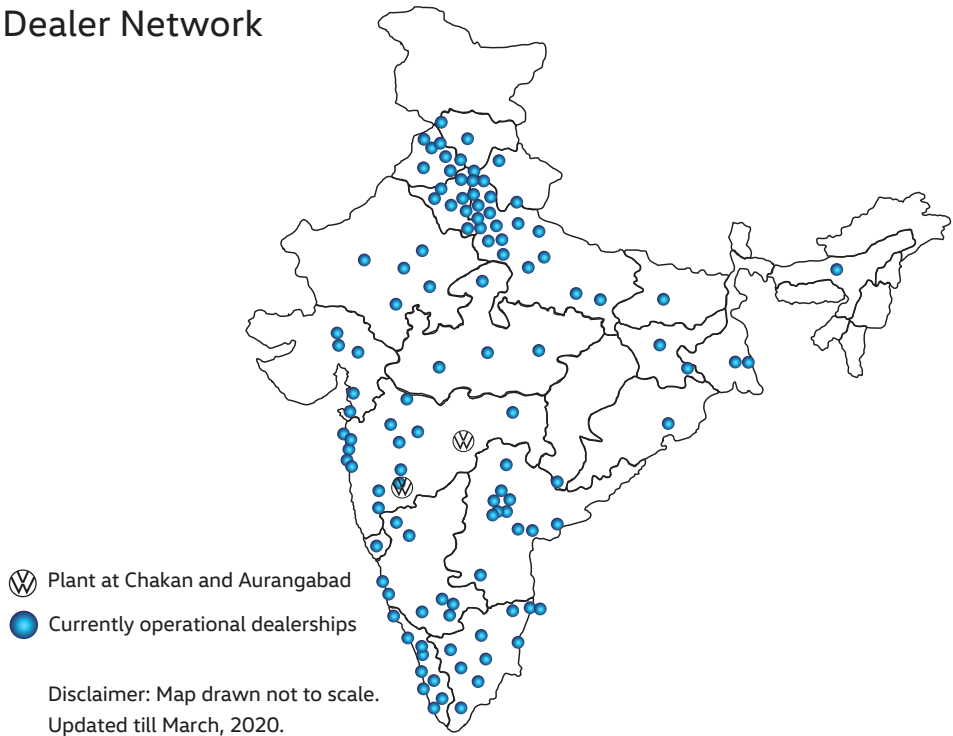 Dealer Network
Plant at Chakan and Aurangabad
Currently operational dealerships
Disclaimer: Map drawn not to scale.
Updated till March, 2020.